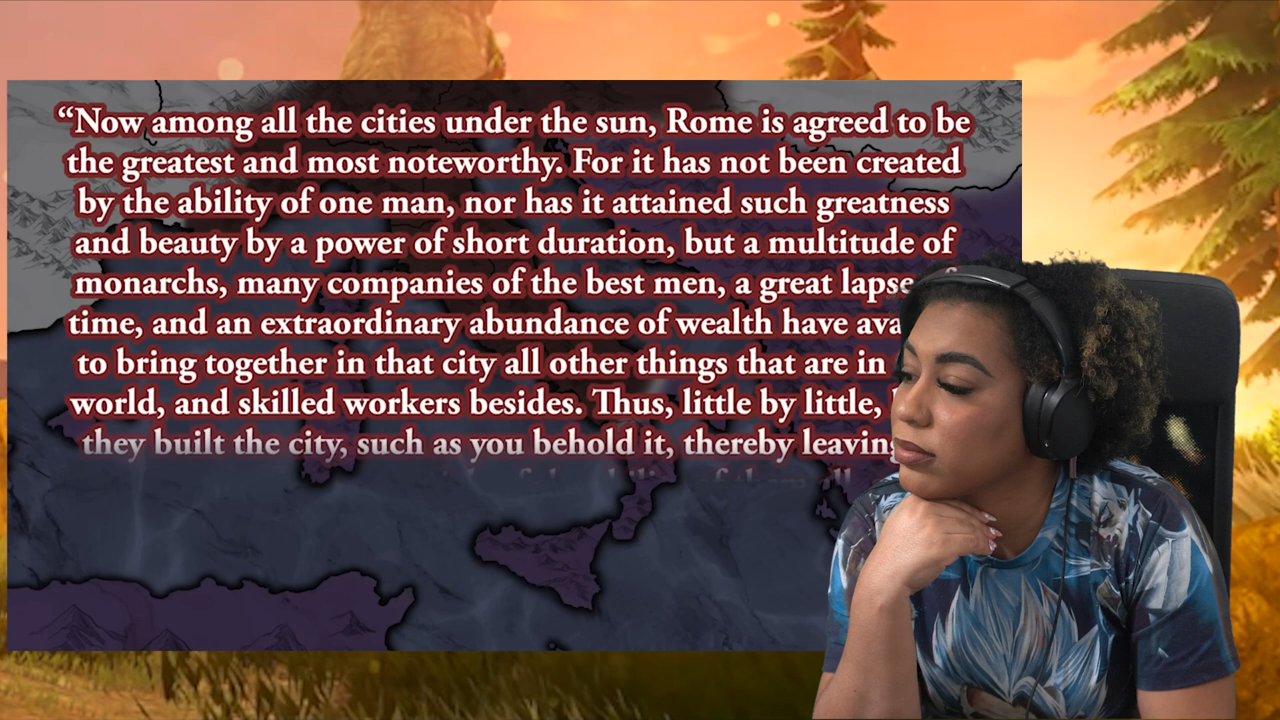 “Now among all the cities under the sun, Rome is agreed to be
the greatest and most noteworthy. For it has not been created
by the ability of one man, nor has it attained such greatness
and beauty by a power of short duration, but a multitude of
monarchs, many companies of the best men, a great lapse
time, and an extraordinary abundance of wealth have
to bring together in that city all other things that are in
world, and skilled workers besides. Thus, little by little,
they built the city, such as you behold it, thereby leaving